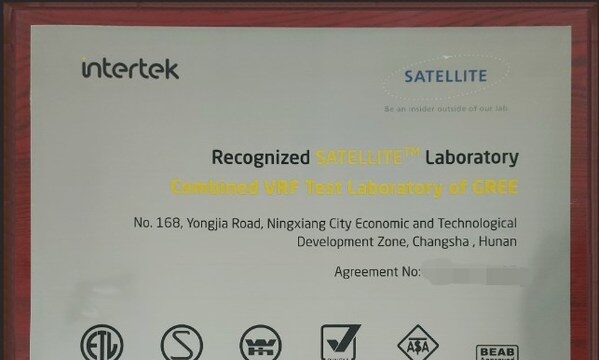 intertek
SATELLITE
Be an insider outside of our lab
Recognized SATELLITE™ Laboratory
Combined VRF Test Laboratory of GREE
No. 168, Yongjia Road, Ningxiang City Economic and Technological
Development Zone, Changsha , Hunan
Agreement No:
ETL S W A$A
BEAB